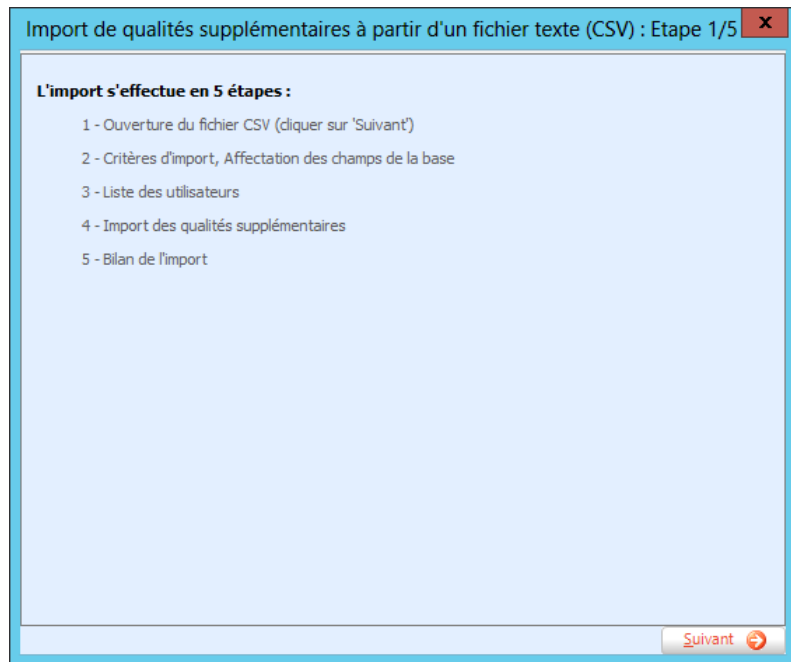 Import de qualités supplémentaires à partir d'un fichier texte (CSV) : Etape 1/5
L'import s'effectue en 5 étapes :
1 - Ouverture du fichier CSV (cliquer sur 'Suivant')
2 - Critères d'import, Affectation des champs de la base
3 - Liste des utilisateurs
4 - Import des qualités supplémentaires
5 - Bilan de l'import
Suivant